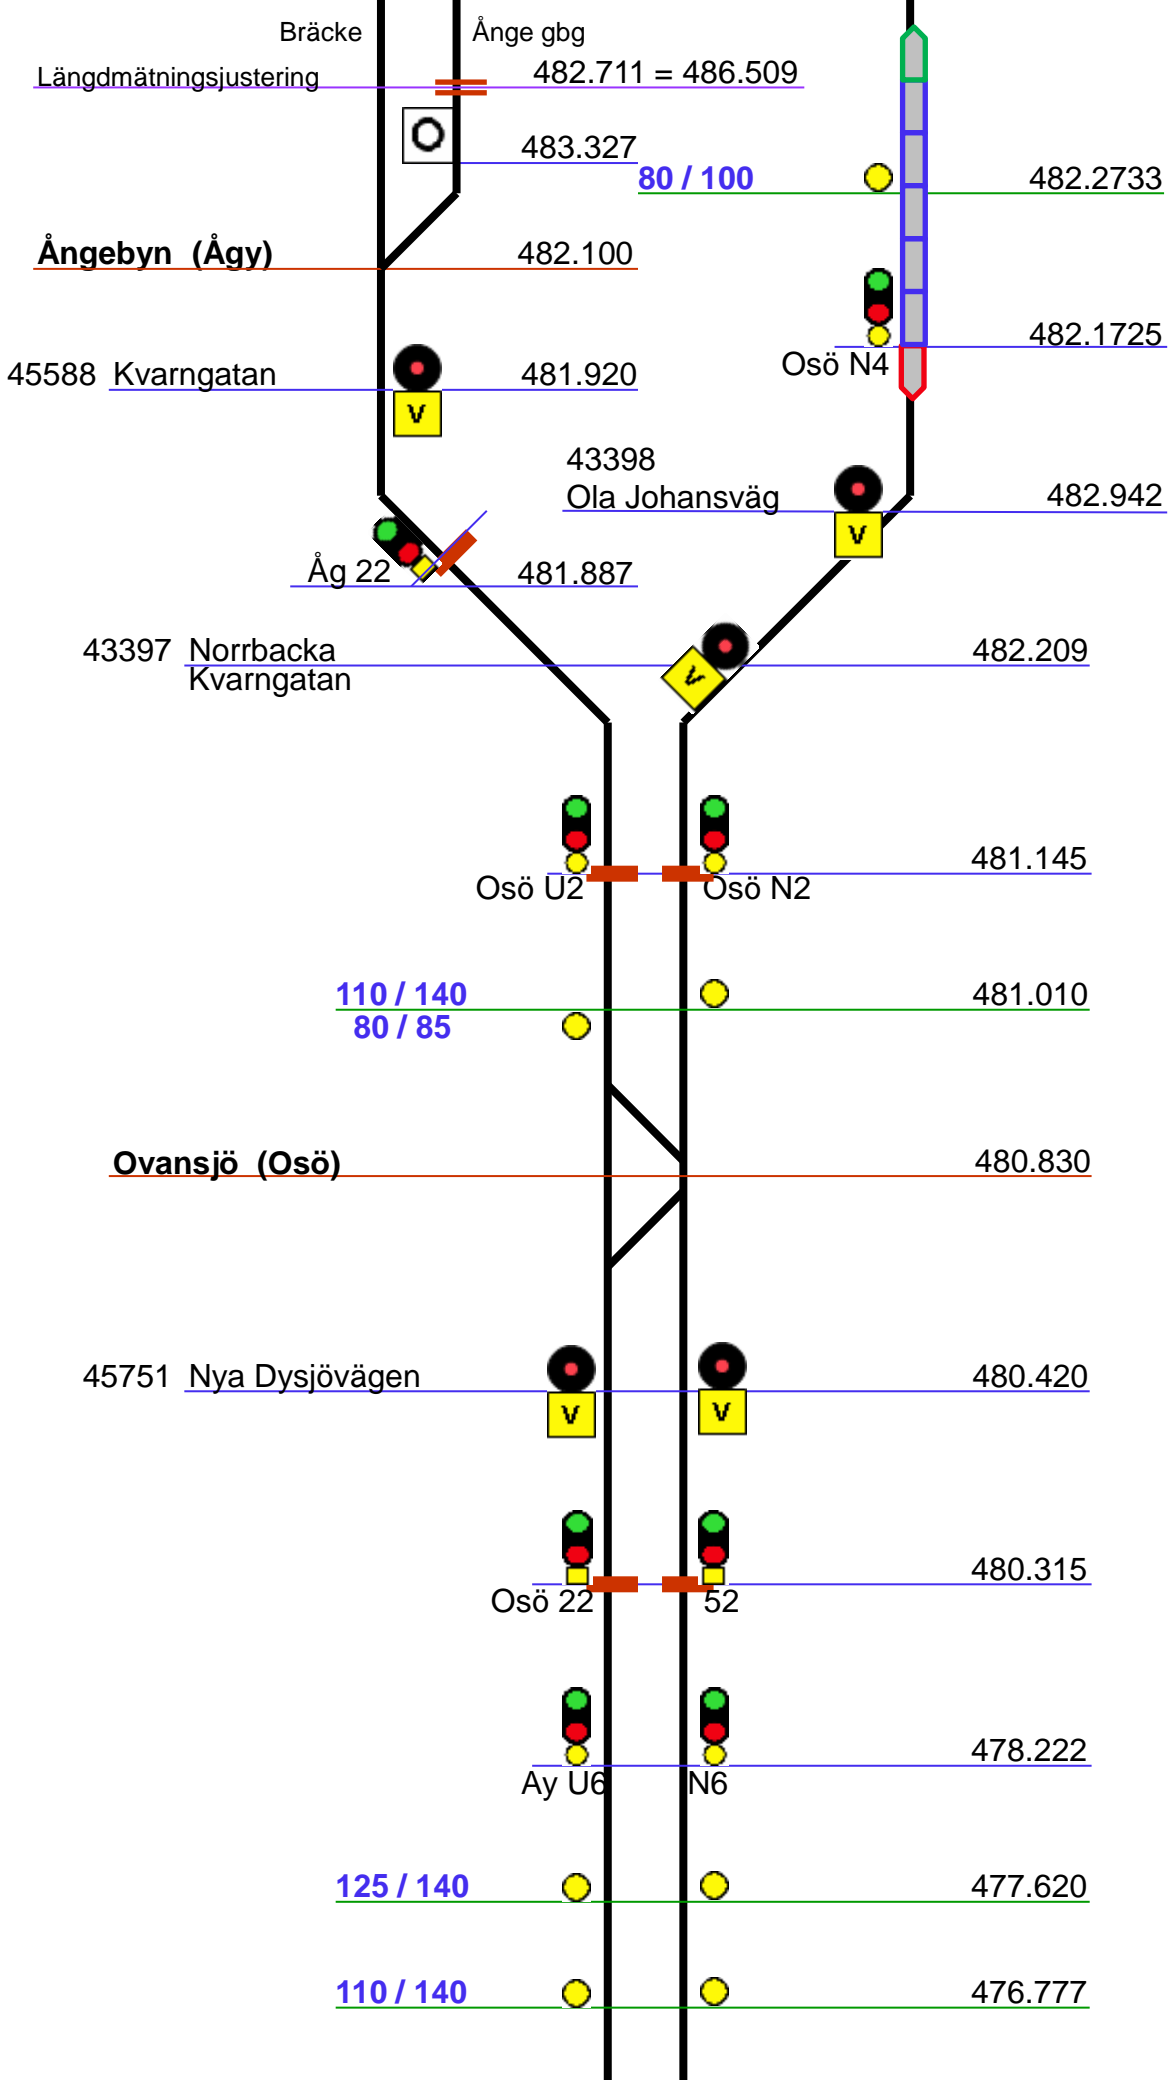 Bräcke Ånge gbg
Längdmätningsjustering 482.711 = 486.509
483.327
80 / 100 482.2733
Ångebyn (Ågy) 482.100
482.1725
Osö N4
45588 Kvarngatan 481.920
V
43398
Ola Johansväg 482.942
V
Åg 22 481.887
43397 Norrbacka 482.209
Kvarngatan
V
481.145
Osö U2 Osö N2
110 / 140 481.010
80 / 85
Ovansjö (Osö) 480.830
45751 Nya Dysjövägen 480.420
V V
480.315
Osö 22 52
478.222
Ay U6 N6
125 / 140 477.620
110 / 140 476.777